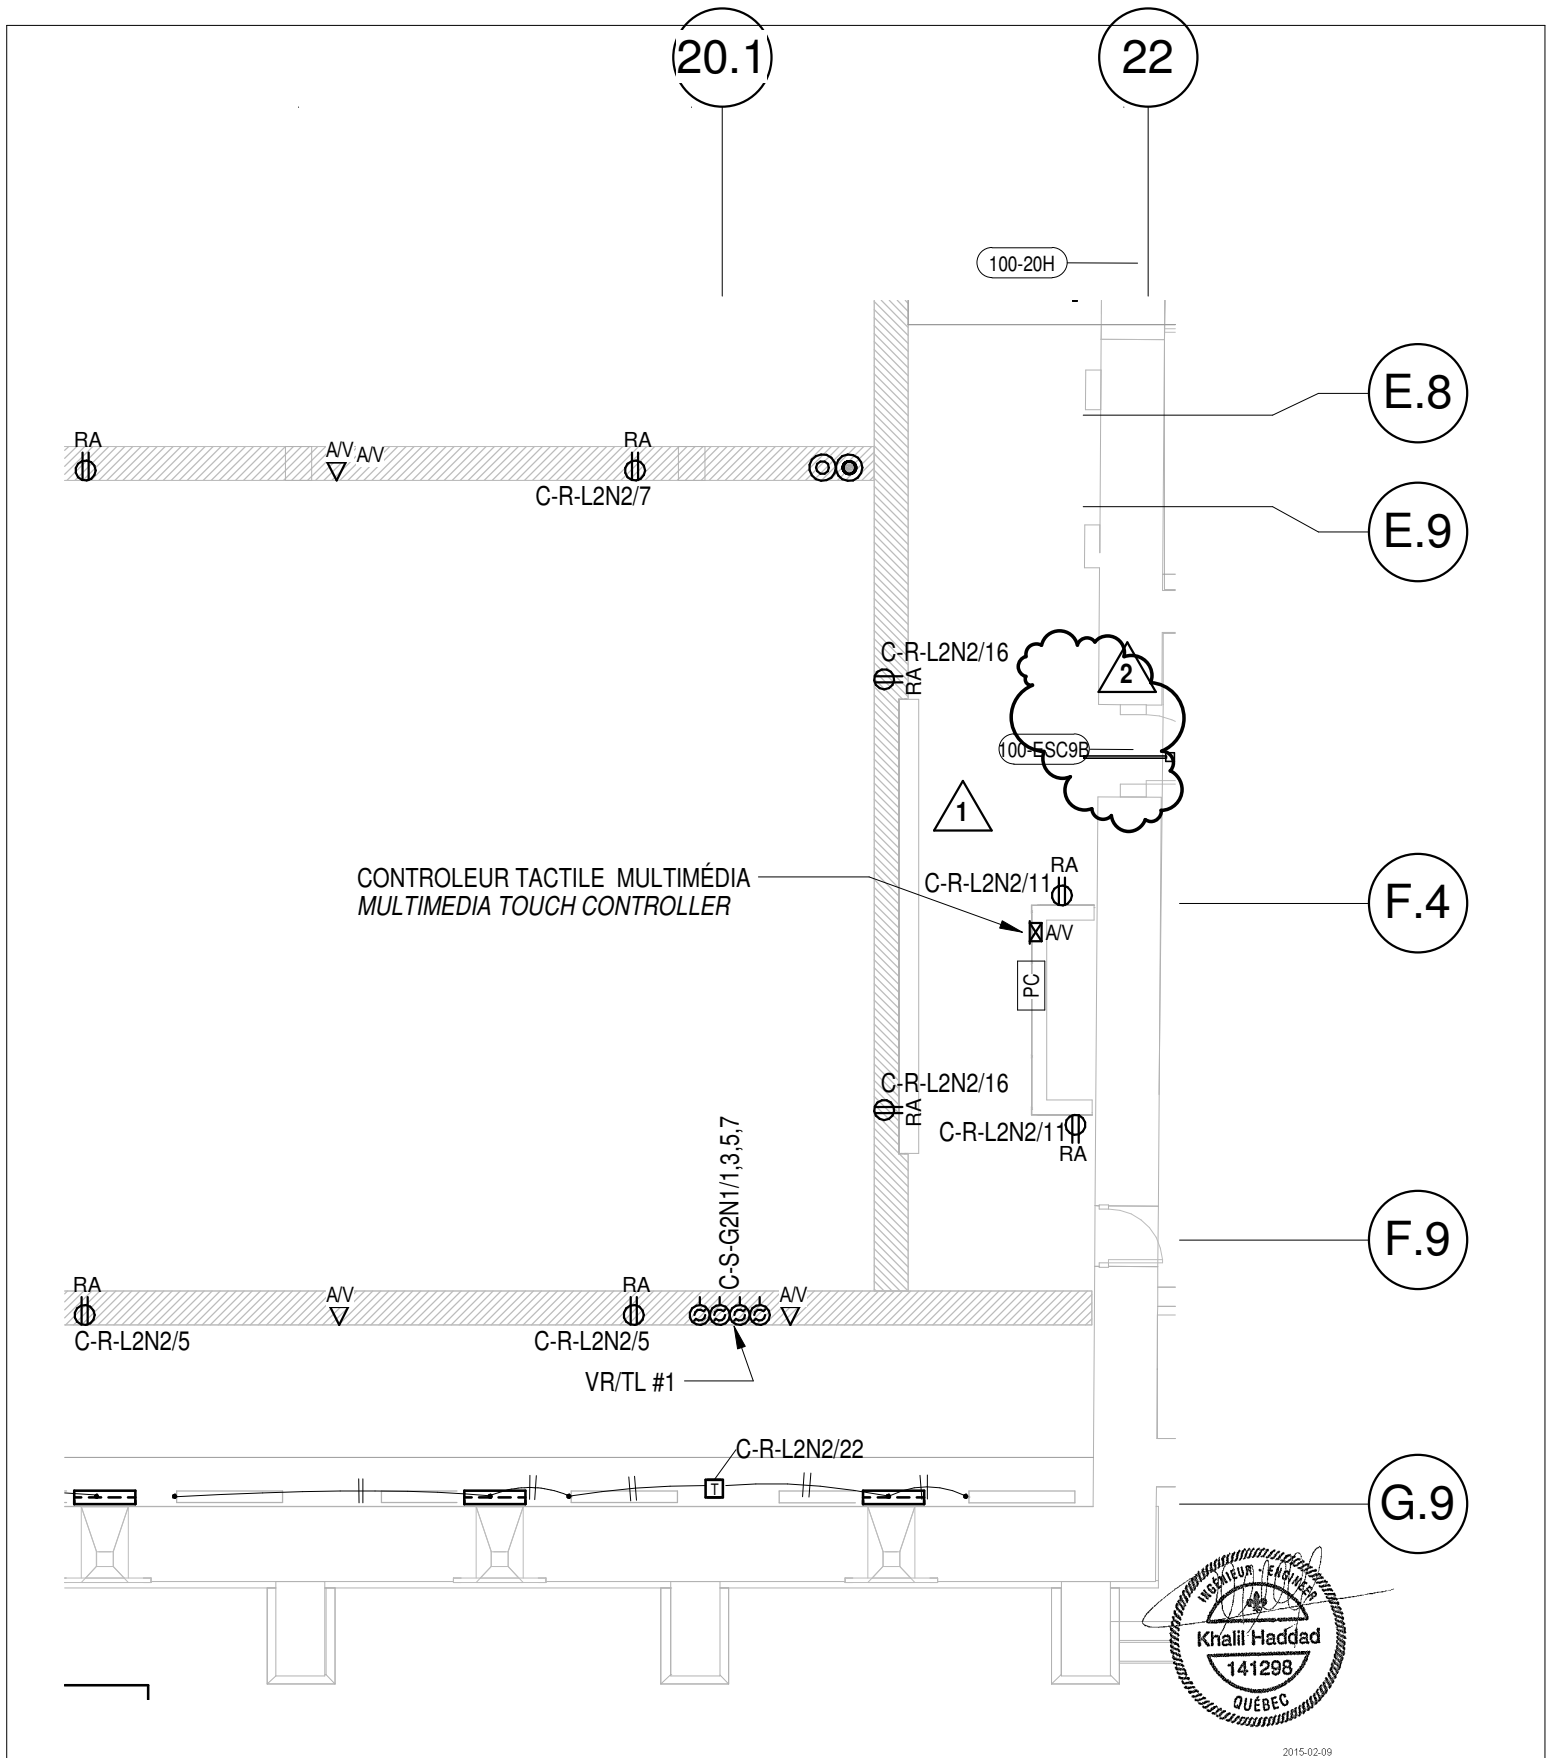 20.1
22
100-20H
E.8
RA
A/V A/V
RA
C-R-L2N2/7
E.9
C-R-L2N2/16
RA
2
100-ESC9B
1
CONTROLEUR TACTILE MULTIMÉDIA
MULTIMEDIA TOUCH CONTROLLER
RA
C-R-L2N2/11
A/V
F.4
PC
C-R-L2N2/16
RA
C-R-L2N2/11
RA
C-S-G2N1/1,3,5,7
F.9
RA
A/V
RA
A/V
C-R-L2N2/5
C-R-L2N2/5
VR/TL #1
C-R-L2N2/22
T
G.9
INGÉNIEUR - ENGINEER
Khalil Haddad
141298
QUÉBEC
2015-02-09